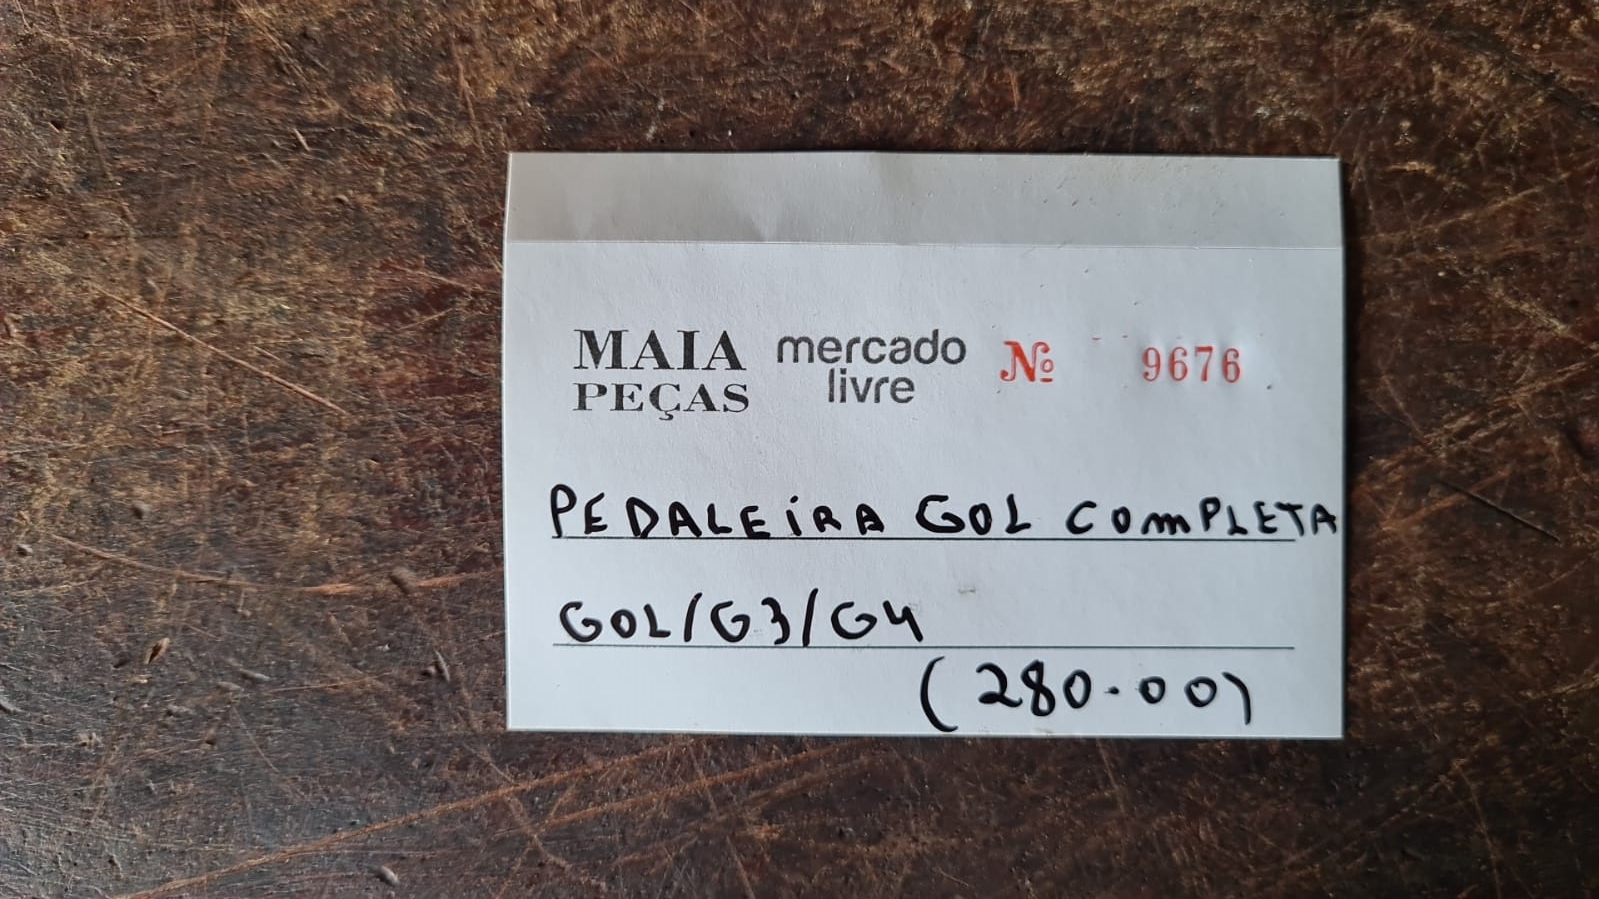 MAIA PEÇAS mercado livre Nº 9676
PEDALEIRA GOL COMPLETA
GOL/G3/G4
(280.00)